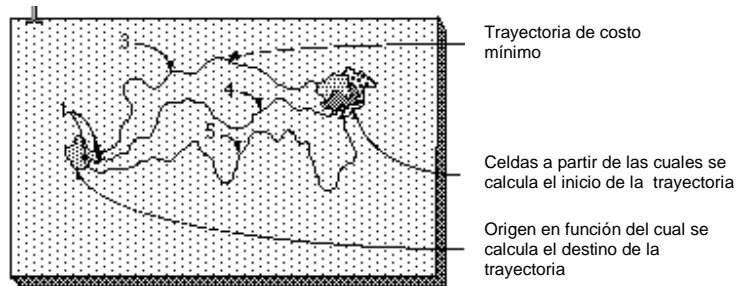 3
Trayectoria de costo
mínimo
4
1
5
Celdas a partir de las cuales se
calcula el inicio de la trayectoria
Origen en función del cual se
calcula el destino de la
trayectoria